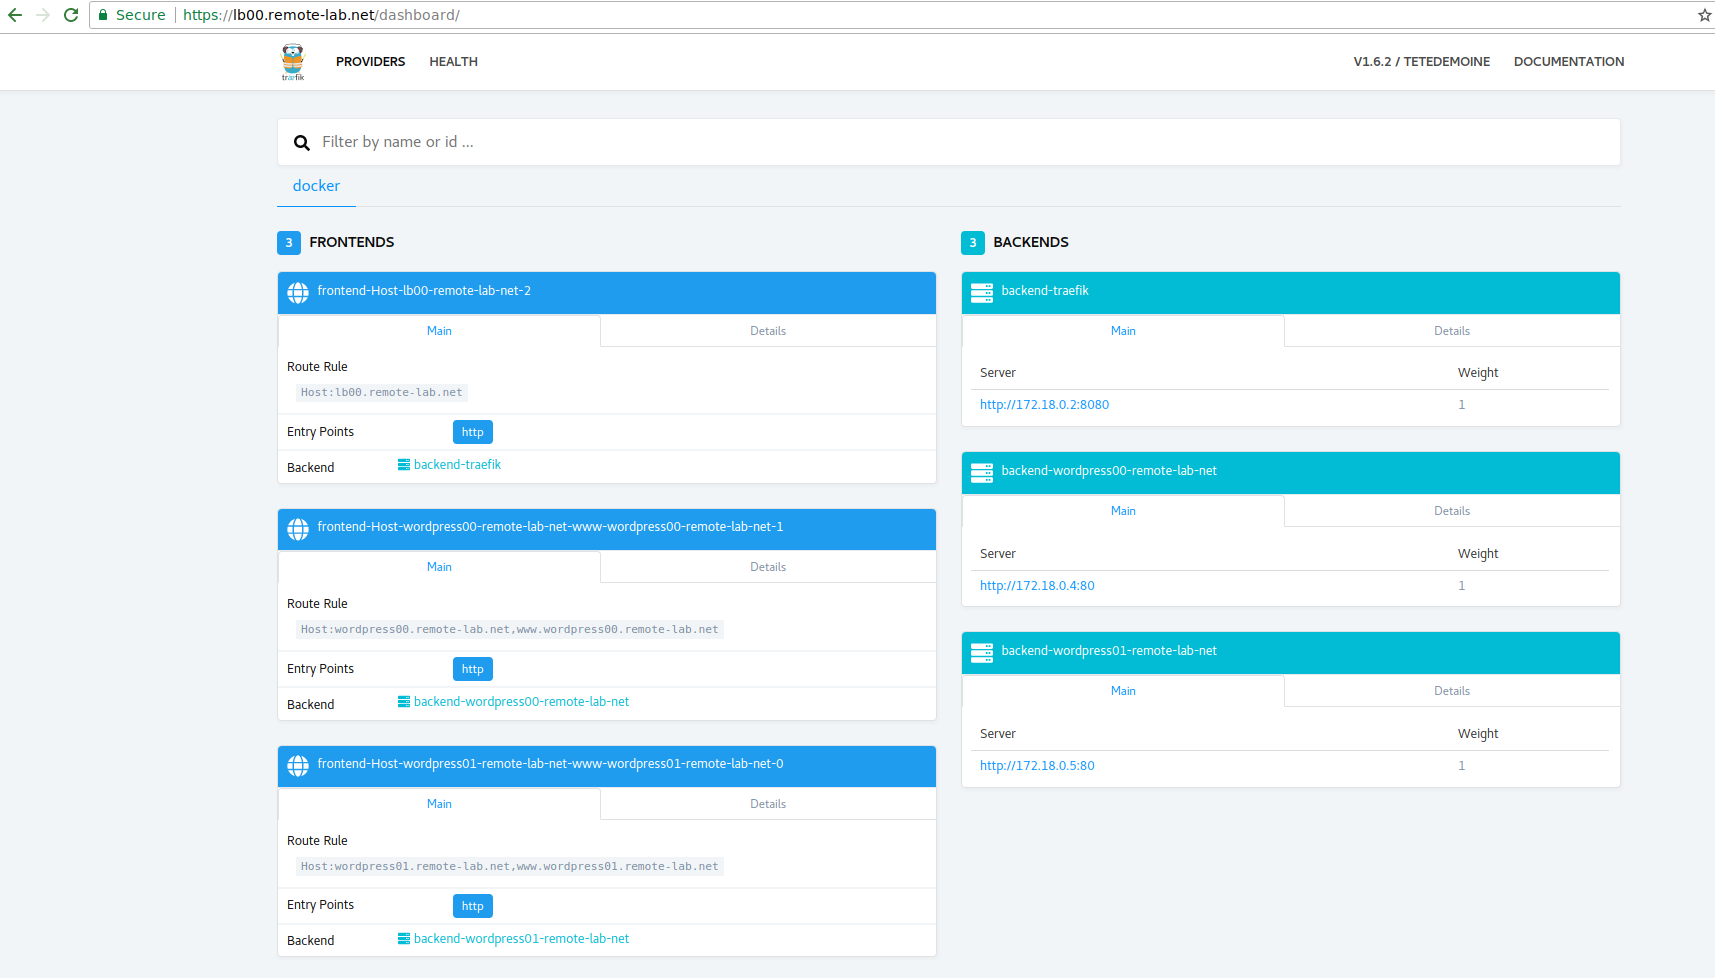 Secure https://lb00.remote-lab.net/dashboard/
træfik
PROVIDERS HEALTH V1.6.2 / TETEDEMOINE DOCUMENTATION
Filter by name or id ...
docker
3 FRONTENDS
frontend-Host-lb00-remote-lab-net-2
Main Details
Route Rule
Host:lb00.remote-lab.net
Entry Points http
Backend backend-traefik
frontend-Host-wordpress00-remote-lab-net-www-wordpress00-remote-lab-net-1
Main Details
Route Rule
Host:wordpress00.remote-lab.net,www.wordpress00.remote-lab.net
Entry Points http
Backend backend-wordpress00-remote-lab-net
frontend-Host-wordpress01-remote-lab-net-www-wordpress01-remote-lab-net-0
Main Details
Route Rule
Host:wordpress01.remote-lab.net,www.wordpress01.remote-lab.net
Entry Points http
Backend backend-wordpress01-remote-lab-net
3 BACKENDS
backend-traefik
Main Details
Server Weight
http://172.18.0.2:8080 1
backend-wordpress00-remote-lab-net
Main Details
Server Weight
http://172.18.0.4:80 1
backend-wordpress01-remote-lab-net
Main Details
Server Weight
http://172.18.0.5:80 1